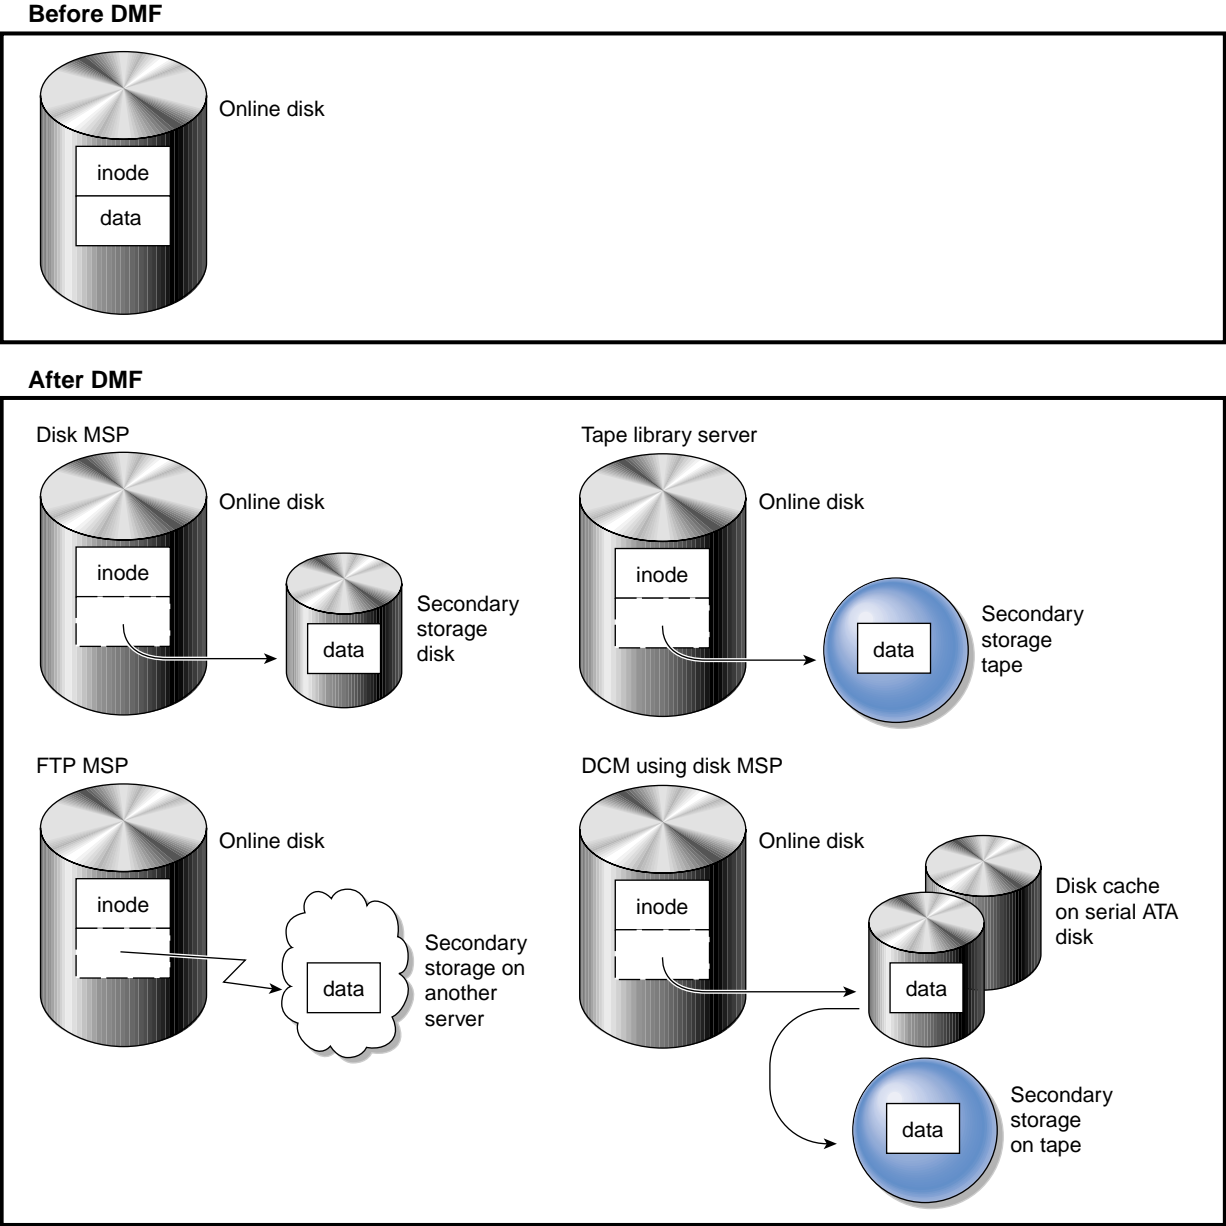 Before DMF
Online disk
inode
data
After DMF
Disk MSP
Online disk
inode
data
Secondary
storage
disk
Tape library server
Online disk
inode
data
Secondary
storage
tape
FTP MSP
Online disk
inode
data
Secondary
storage on
another
server
DCM using disk MSP
Online disk
inode
data
Disk cache
on serial ATA
disk
data
Secondary
storage
on tape